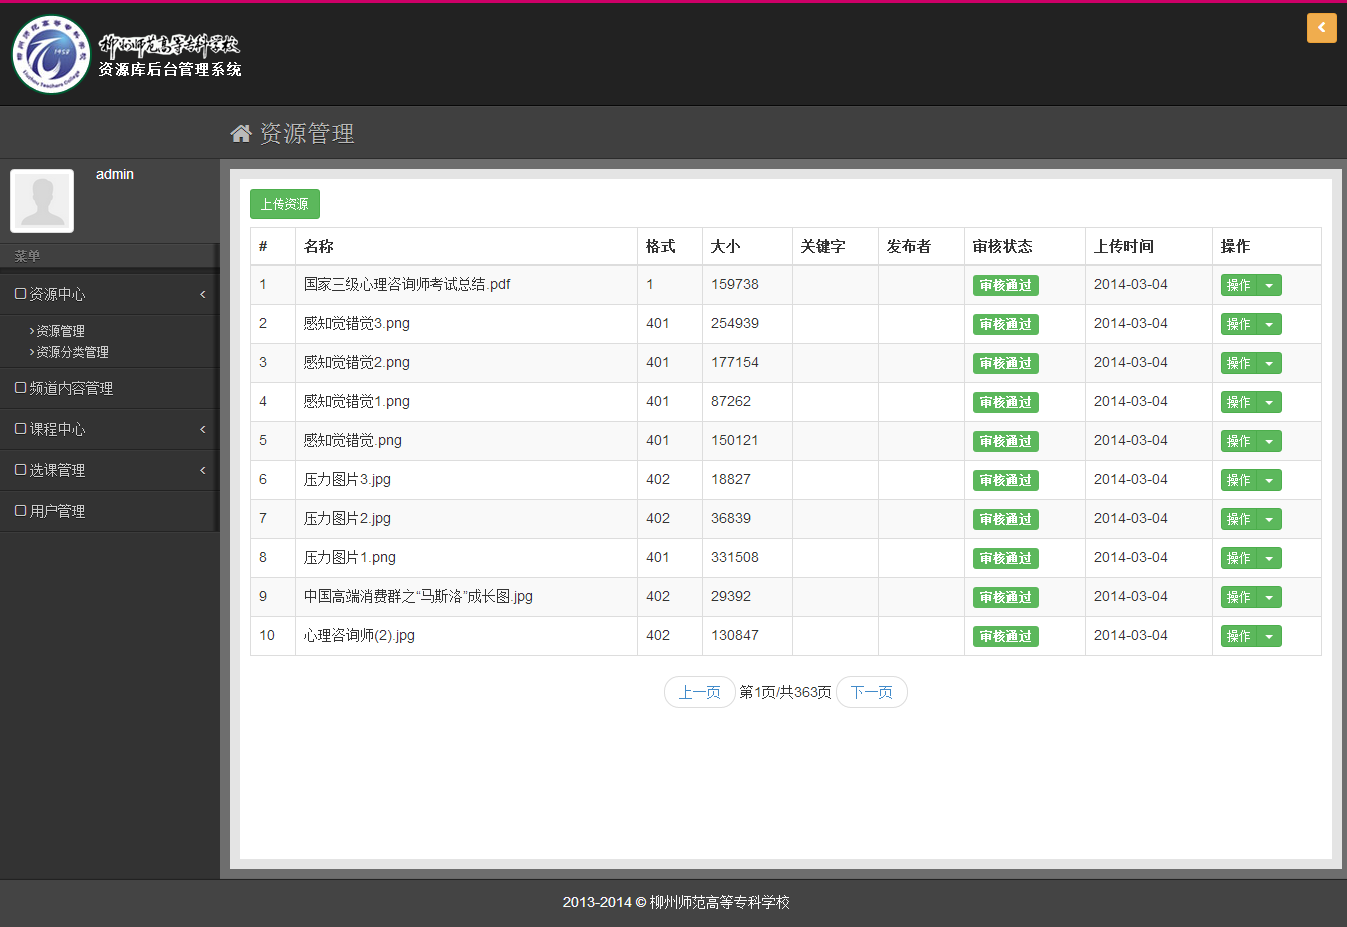 柳州师范高等专科学校
资源库后台管理系统
柳州师范高等专科学校
1958
Liuzhou Teachers College
资源管理
admin
菜单
资源中心
资源管理
资源分类管理
频道内容管理
课程中心
选课管理
用户管理
上传资源
# 名称 格式 大小 关键字 发布者 审核状态 上传时间 操作
1 国家三级心理咨询师考试总结.pdf 1 159738 审核通过 2014-03-04 操作
2 感知觉错觉3.png 401 254939 审核通过 2014-03-04 操作
3 感知觉错觉2.png 401 177154 审核通过 2014-03-04 操作
4 感知觉错觉1.png 401 87262 审核通过 2014-03-04 操作
5 感知觉错觉.png 401 150121 审核通过 2014-03-04 操作
6 压力图片3.jpg 402 18827 审核通过 2014-03-04 操作
7 压力图片2.jpg 402 36839 审核通过 2014-03-04 操作
8 压力图片1.png 401 331508 审核通过 2014-03-04 操作
9 中国高端消费群之“马斯洛”成长图.jpg 402 29392 审核通过 2014-03-04 操作
10 心理咨询师(2).jpg 402 130847 审核通过 2014-03-04 操作
上一页 第1页/共363页 下一页
2013-2014 © 柳州师范高等专科学校